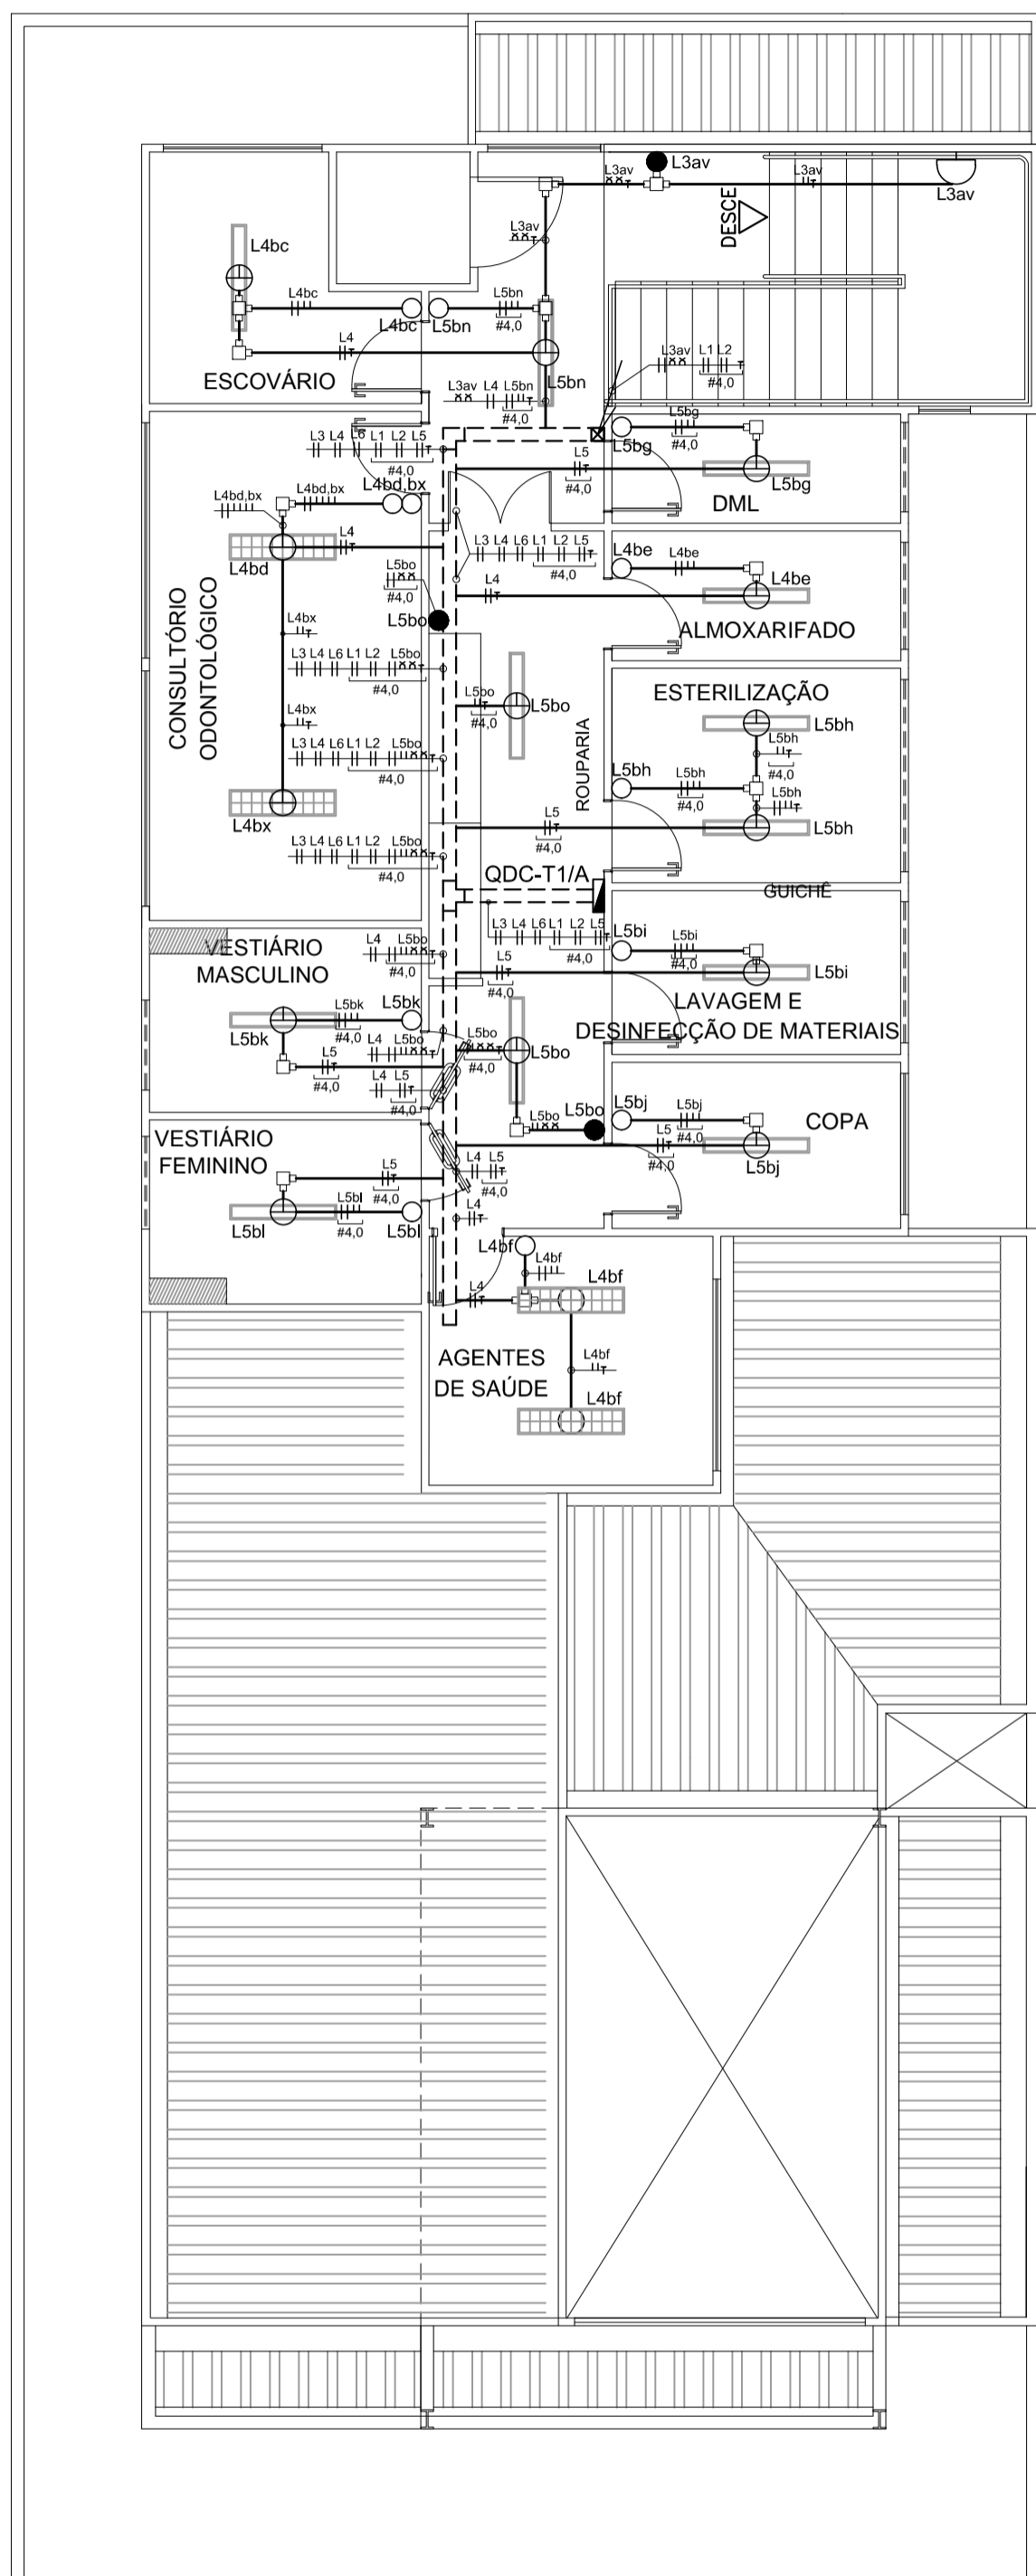 L3av
L3av
L3av
L3av
DESCE
L3av
L4bc
L4bc
L4bc
L5bn
L5bn
#4,0
L4
L5bn
ESCOVÁRIO
L3av L1 L2
#4,0
L3av L4 L5bn
#4,0
L3 L4 L6 L1 L2 L5
#4,0
L5bg
L5bg
#4,0
L5
#4,0
L5bg
DML
L4bd,bx
L4bd,bx
L4bd,bx
L4
L4bd
CONSULTÓRIO
ODONTOLÓGICO
L3 L4 L6 L1 L2 L5
#4,0
L5bo
#4,0
L5bo
L4
L4be
L4be
L4be
ALMOXARIFADO
L4bx
L3 L4 L6 L1 L2 L5bo
#4,0
L4bx
L3 L4 L6 L1 L2 L5bo
#4,0
L4bx
L3 L4 L6 L1 L2 L5bo
#4,0
L5bo
#4,0
L5bo
ROUPARIA
ESTERILIZAÇÃO
L5bh
L5bh
#4,0
L5bh
L5bh
#4,0
L5bh
L5bh
L5
#4,0
QDC-T1/A
GUICHÊ
L3 L4 L6 L1 L2 L5
#4,0
L5bi
L5bi
#4,0
L5bi
L5
#4,0
LAVAGEM E
DESINFECÇÃO DE MATERIAIS
VESTIÁRIO
MASCULINO
L4 L5bo
#4,0
L5bk
L5bk
#4,0
L5bk
L4 L5bo
#4,0
L5
#4,0
L4 L5
#4,0
L5bo
#4,0
L5bo
L5bo
L5bo
L5bj
L5bj
#4,0
L5
#4,0
L5bj
COPA
VESTIÁRIO
FEMININO
L5
#4,0
L5bl
#4,0
L5bl
L5bl
L4 L5
#4,0
L4
L4bf
L4bf
L4bf
L4
L4bf
L4bf
AGENTES
DE SAÚDE